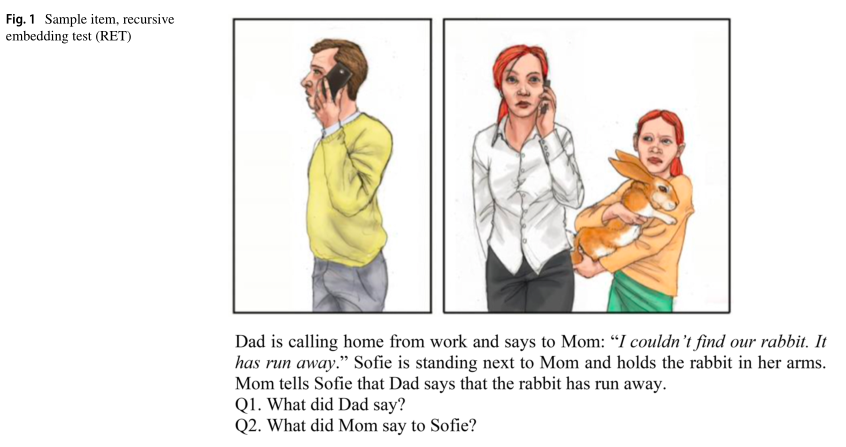 Fig. 1 Sample item, recursive
embedding test (RET)
Dad is calling home from work and says to Mom: “I couldn’t find our rabbit. It
has run away.” Sofie is standing next to Mom and holds the rabbit in her arms.
Mom tells Sofie that Dad says that the rabbit has run away.
Q1. What did Dad say?
Q2. What did Mom say to Sofie?